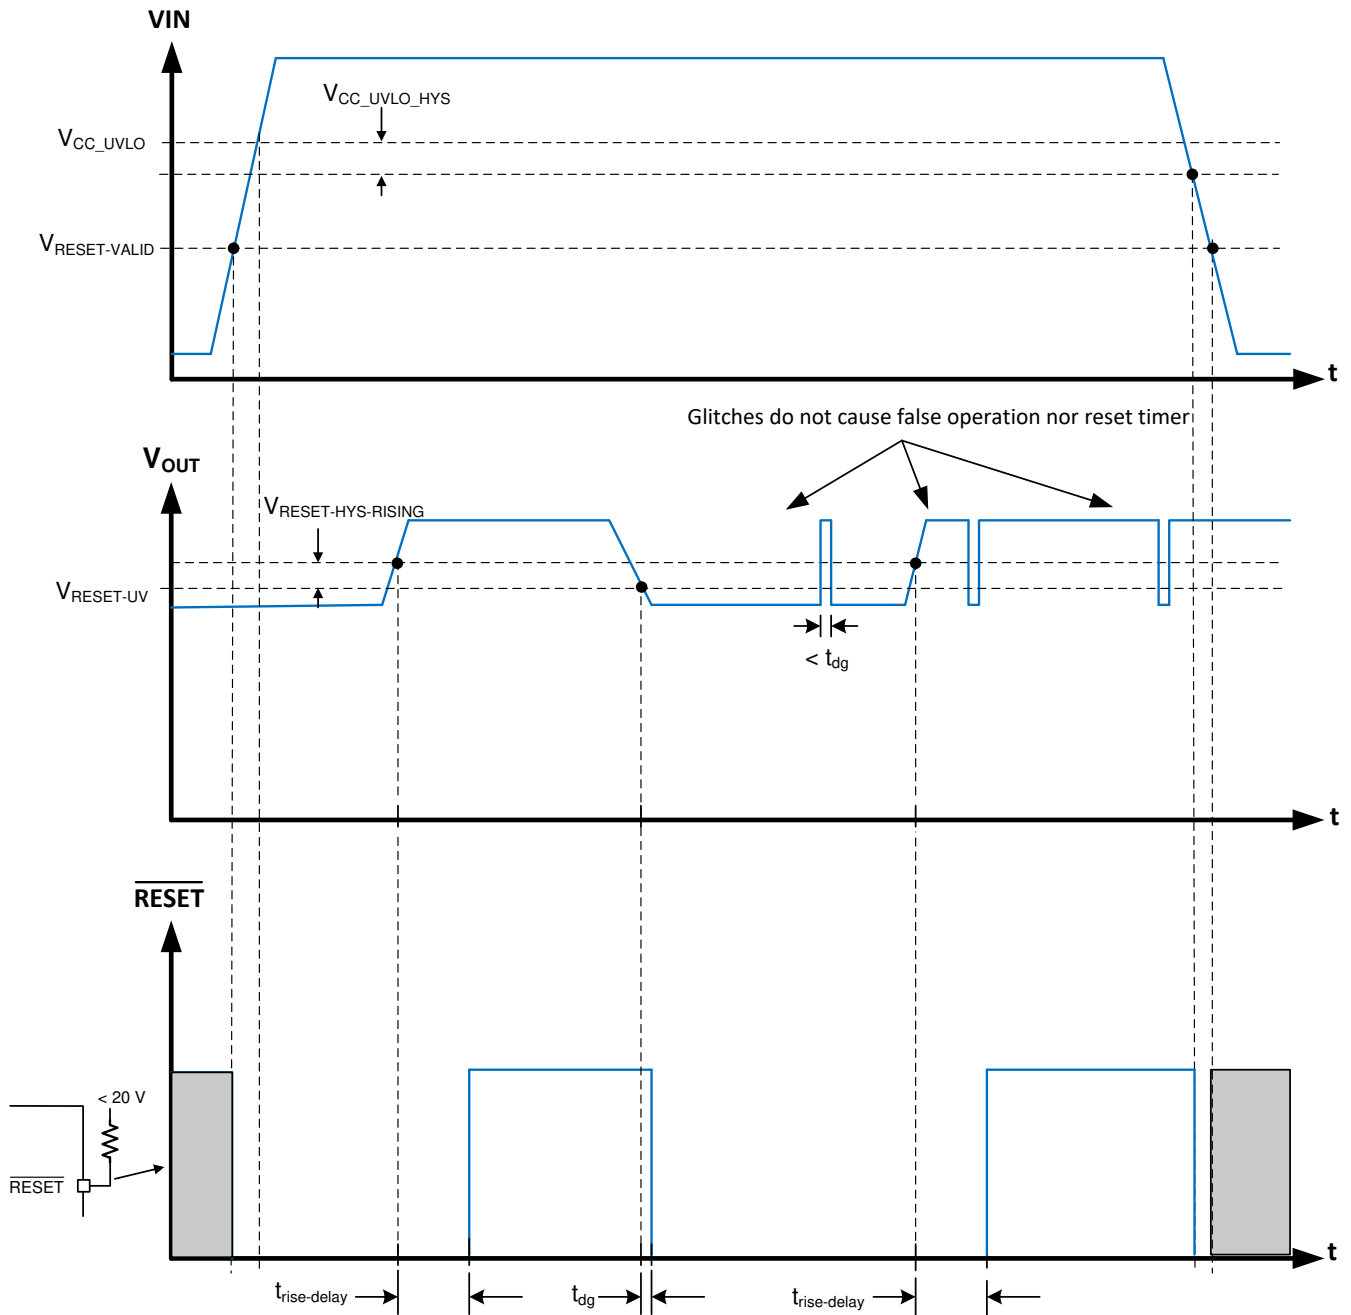 VIN
VCC_UVLO_HYS
VCC_UVLO
VRESET-VALID
t
Glitches do not cause false operation nor reset timer
VOUT
VRESET-HYS-RISING
VRESET-UV
< tdg
t
RESET
< 20 V
RESET
t
trise-delay
tdg
trise-delay